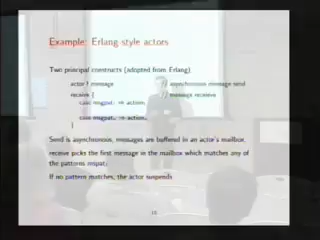 Example: Erlang-style actors
Two principal constructs (adopted from Erlang)
actor ! message // asynchronous message send
receive { // message receive
case msgpat₁ => action₁
case msgpatₙ => actionₙ
}
Send is asynchronous, messages are buffered in an actor's mailbox.
receive picks the first message in the mailbox which matches any of
the patterns mspatᵢ.
If no pattern matches, the actor suspends